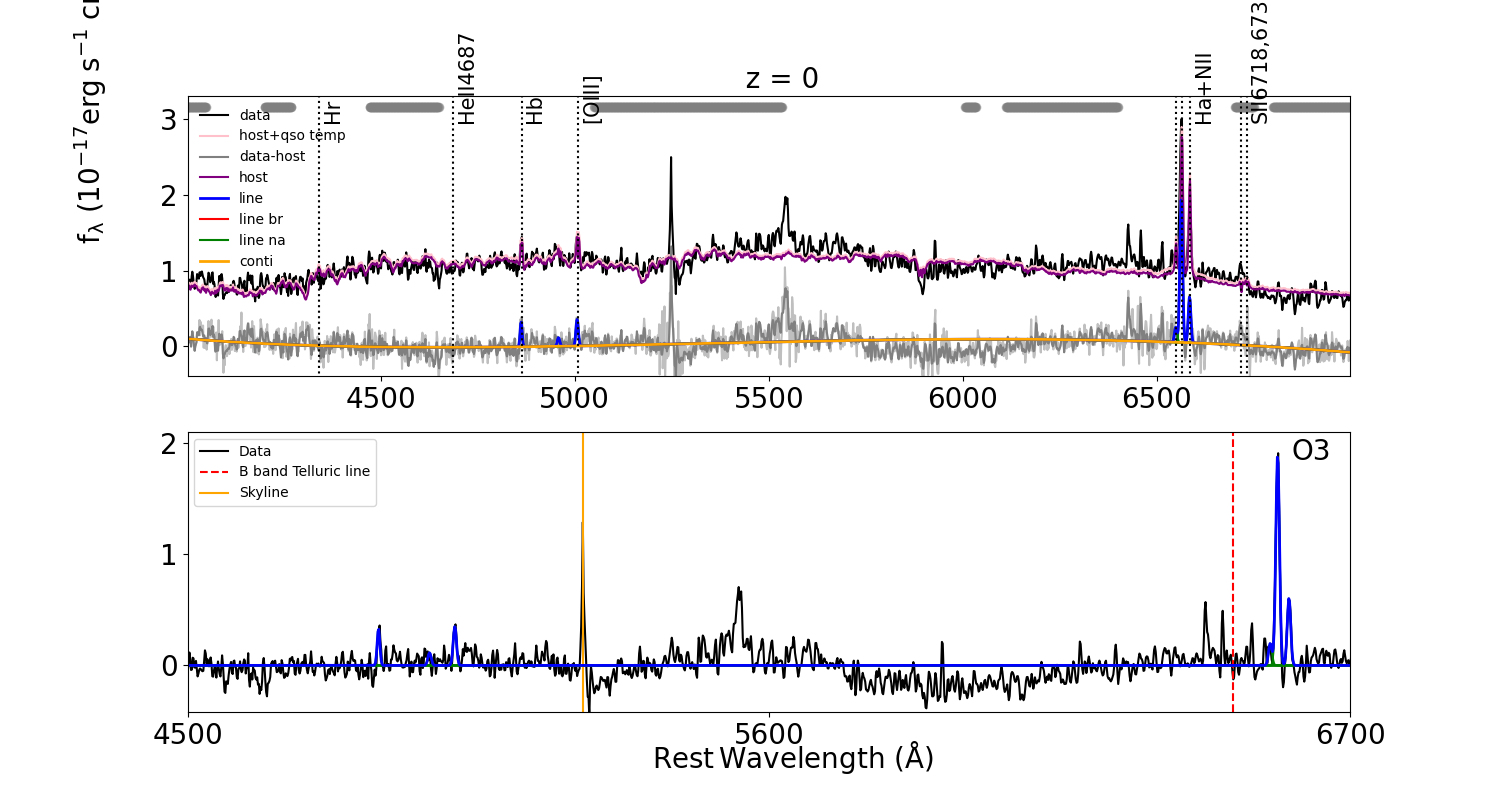 z = 0
f_λ (10^{-17}erg s^{-1}
Hr
HeII4687
Hb
[OIII]
Ha+NII
SII6718,673
3
2
1
0
data
host+qso temp
data-host
host
line
line br
line na
conti
4500
5000
5500
6000
6500
2
1
0
Data
B band Telluric line
Skyline
O3
4500
5600
6700
Rest Wavelength (Å)